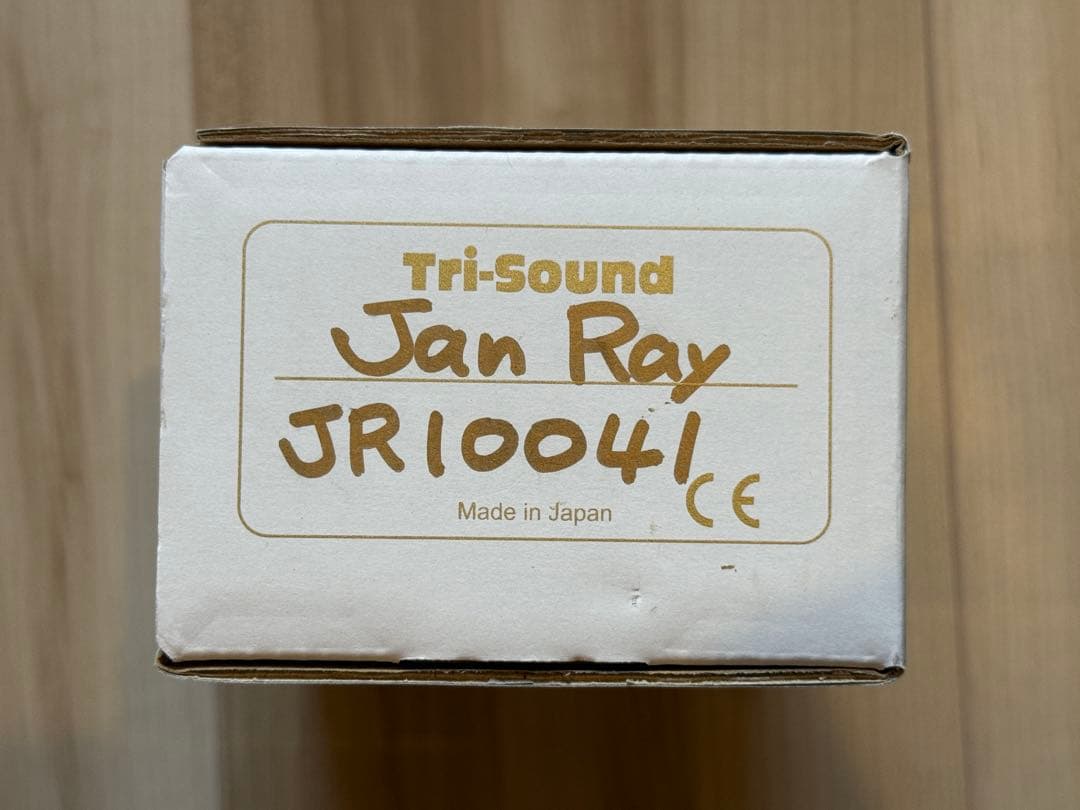 Tri-Sound
Jan Ray
JR10041
Made in Japan
CE